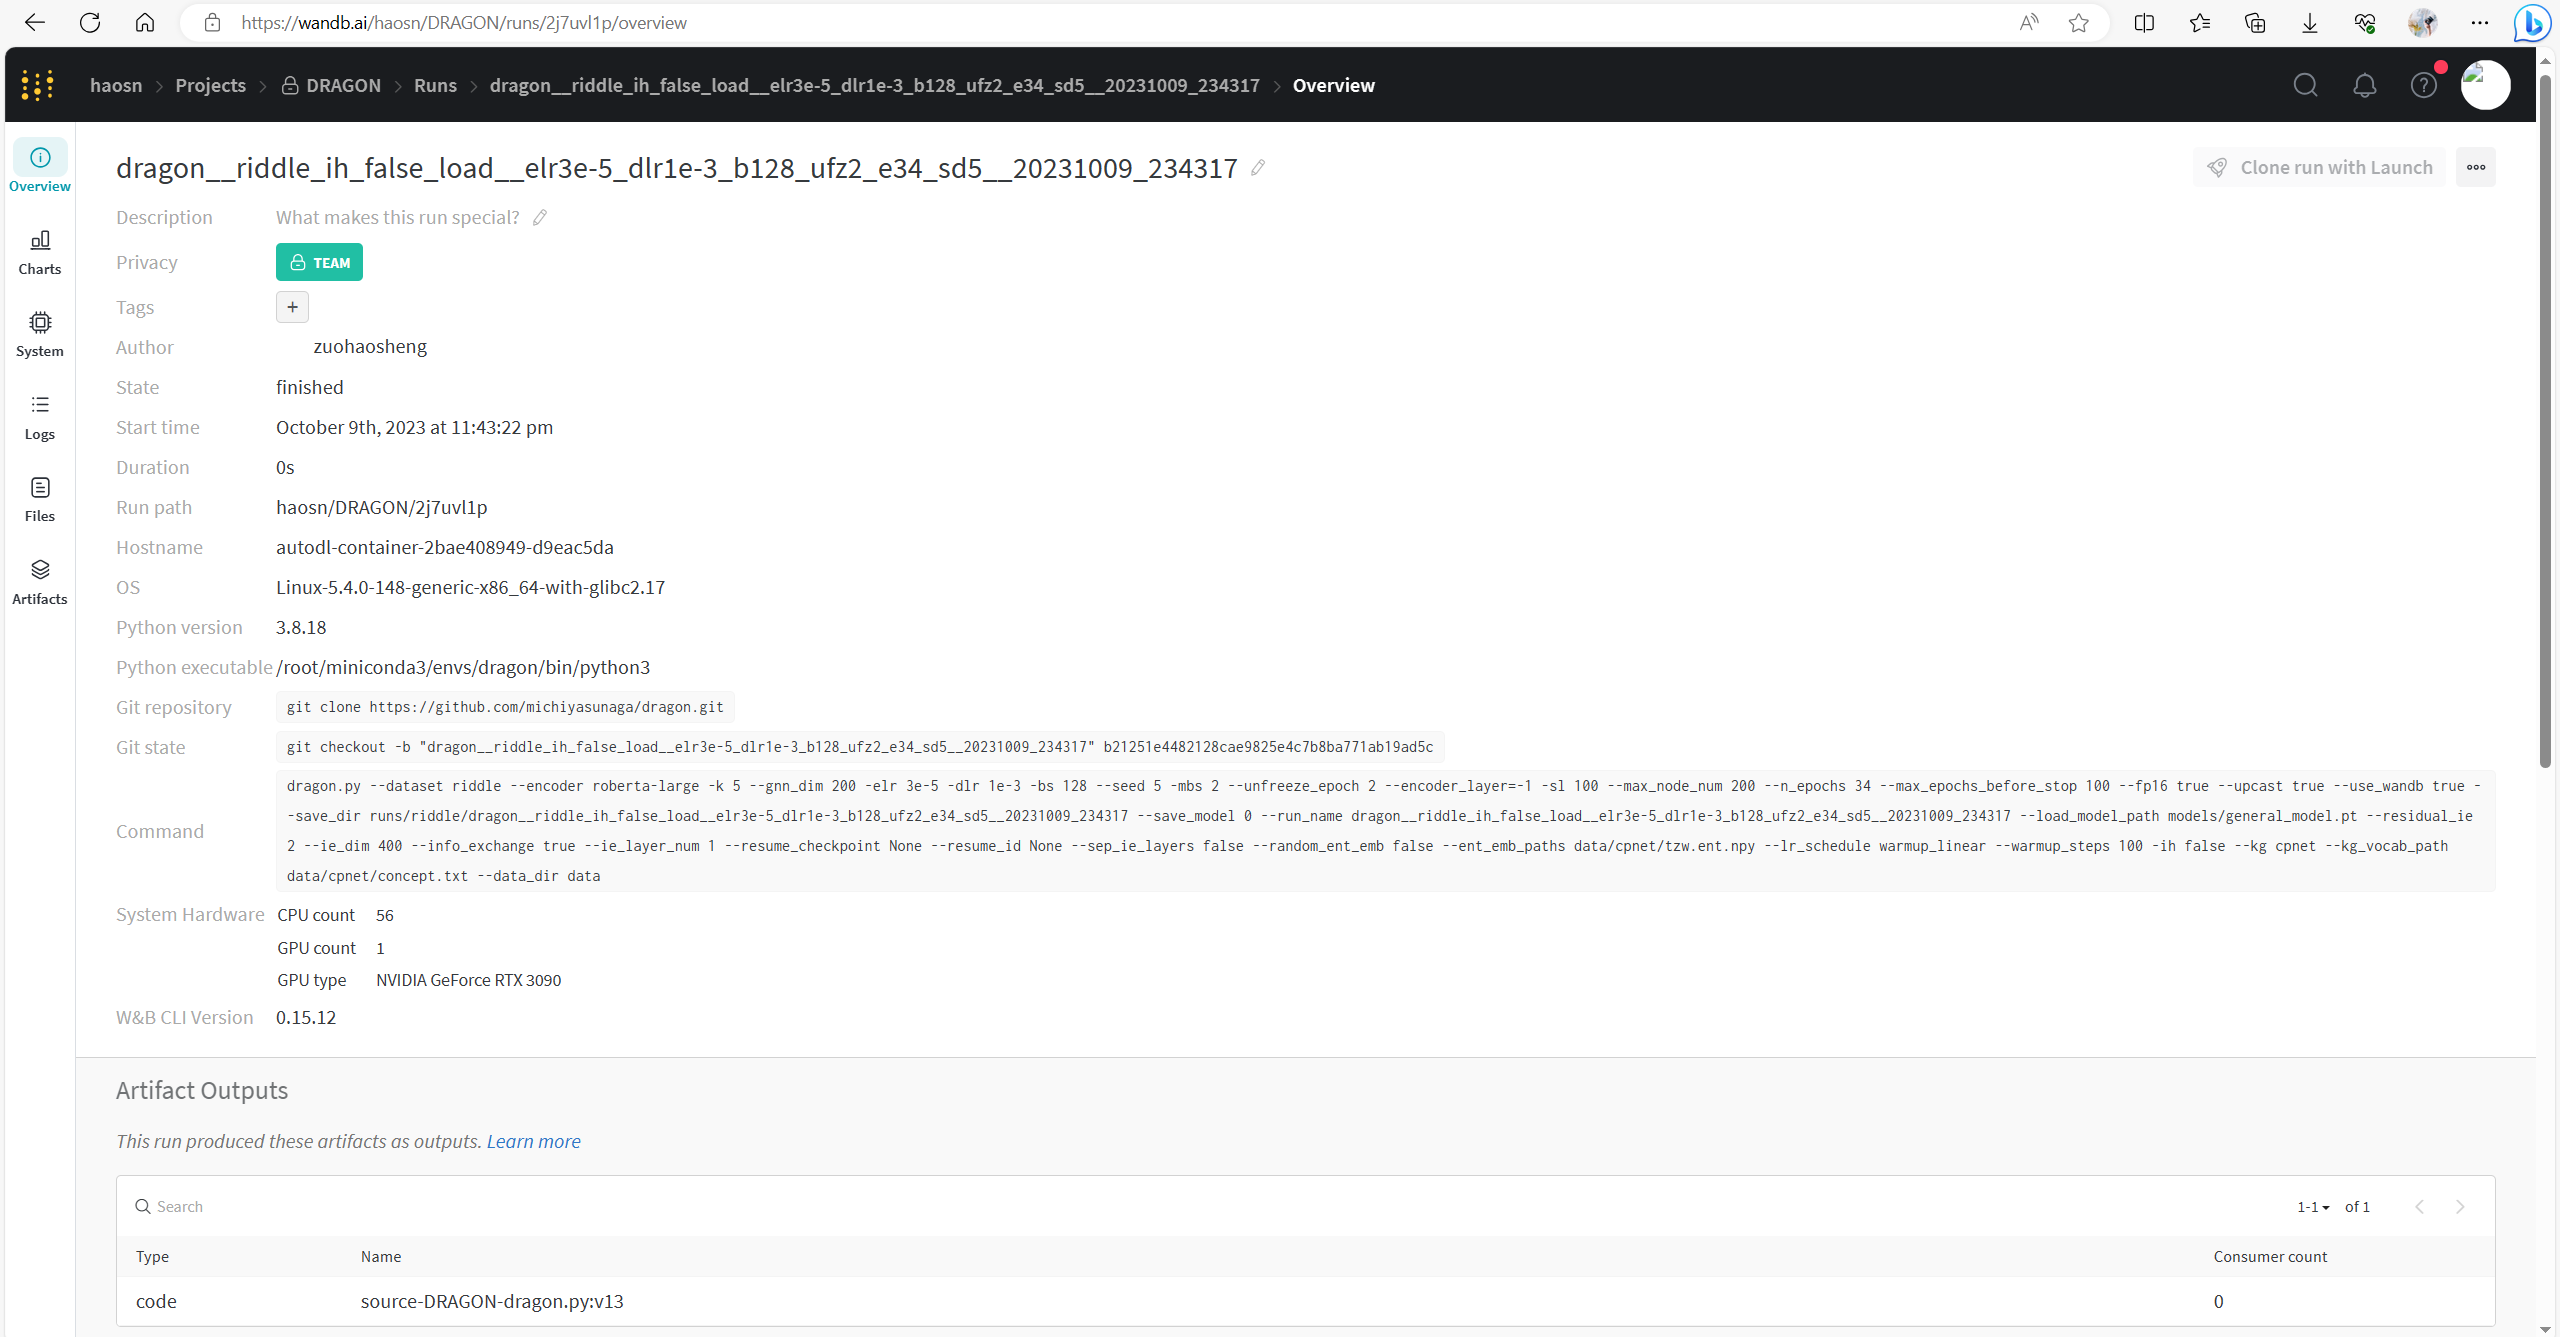 https://wandb.ai/haosn/DRAGON/runs/2j7uvl1p/overview
haosn > Projects > DRAGON > Runs > dragon__riddle_ih_false_load__elr3e-5_dlr1e-3_b128_ufz2_e34_sd5__20231009_234317 > Overview
Overview
Charts
System
Logs
Files
Artifacts
dragon__riddle_ih_false_load__elr3e-5_dlr1e-3_b128_ufz2_e34_sd5__20231009_234317
Clone run with Launch
Description What makes this run special?
Privacy TEAM
Tags +
Author zuohaosheng
State finished
Start time October 9th, 2023 at 11:43:22 pm
Duration 0s
Run path haosn/DRAGON/2j7uvl1p
Hostname autodl-container-2bae408949-d9eac5da
OS Linux-5.4.0-148-generic-x86_64-with-glibc2.17
Python version 3.8.18
Python executable /root/miniconda3/envs/dragon/bin/python3
Git repository git clone https://github.com/michiyasunaga/dragon.git
Git state git checkout -b "dragon__riddle_ih_false_load__elr3e-5_dlr1e-3_b128_ufz2_e34_sd5__20231009_234317" b21251e4482128cae9825e4c7b8ba771ab19ad5c
Command
dragon.py --dataset riddle --encoder roberta-large -k 5 --gnn_dim 200 -elr 3e-5 -dlr 1e-3 -bs 128 --seed 5 -mbs 2 --unfreeze_epoch 2 --encoder_layer=-1 -sl 100 --max_node_num 200 --n_epochs 34 --max_epochs_before_stop 100 --fp16 true --upcast true --use_wandb true -
-save_dir runs/riddle/dragon__riddle_ih_false_load__elr3e-5_dlr1e-3_b128_ufz2_e34_sd5__20231009_234317 --save_model 0 --run_name dragon__riddle_ih_false_load__elr3e-5_dlr1e-3_b128_ufz2_e34_sd5__20231009_234317 --load_model_path models/general_model.pt --residual_ie
2 --ie_dim 400 --info_exchange true --ie_layer_num 1 --resume_checkpoint None --resume_id None --sep_ie_layers false --random_ent_emb false --ent_emb_paths data/cpnet/tzw.ent.npy --lr_schedule warmup_linear --warmup_steps 100 -ih false --kg cpnet --kg_vocab_path
data/cpnet/concept.txt --data_dir data
System Hardware CPU count 56
GPU count 1
GPU type NVIDIA GeForce RTX 3090
W&B CLI Version 0.15.12
Artifact Outputs
This run produced these artifacts as outputs. Learn more
Search 1-1 of 1
Type Name Consumer count
code source-DRAGON-dragon.py:v13 0